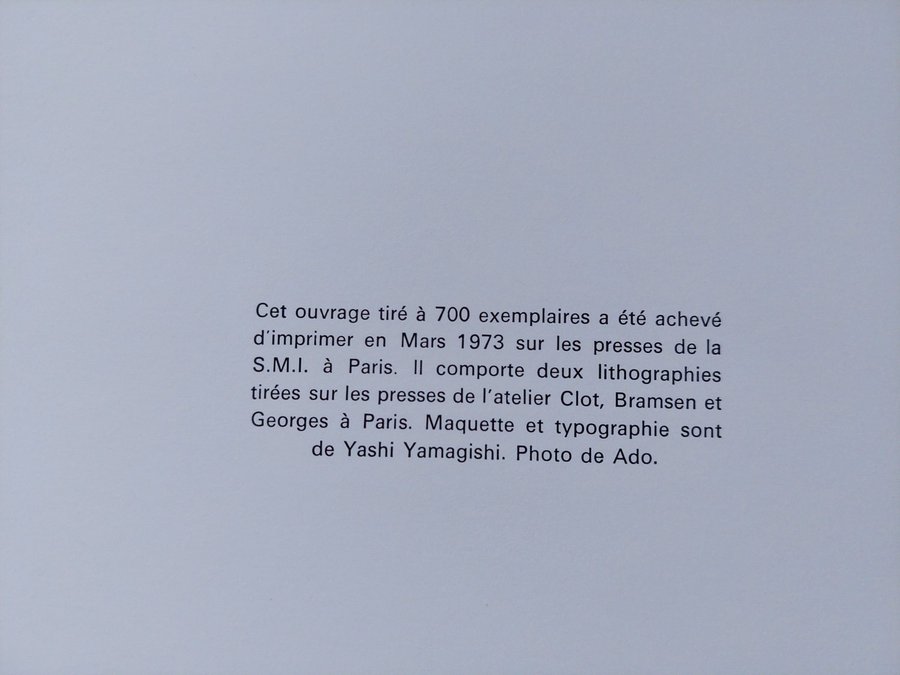 Cet ouvrage tiré à 700 exemplaires a été achevé
d'imprimer en Mars 1973 sur les presses de la
S.M.I. à Paris. Il comporte deux lithographies
tirées sur les presses de l'atelier Clot, Bramsen et
Georges à Paris. Maquette et typographie sont
de Yashi Yamagishi. Photo de Ado.